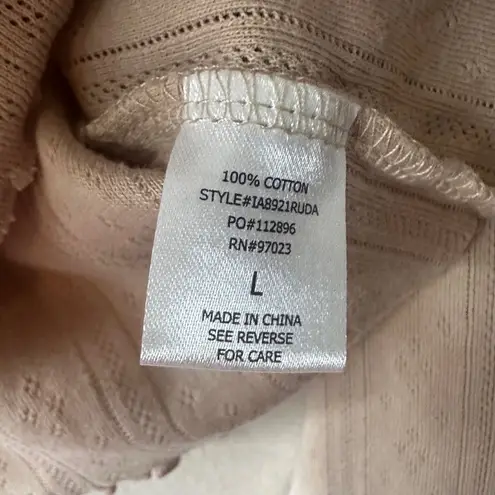 100% COTTON
STYLE#IA8921RUDA
PO#112896
RN#97023
L
MADE IN CHINA
SEE REVERSE
FOR CARE